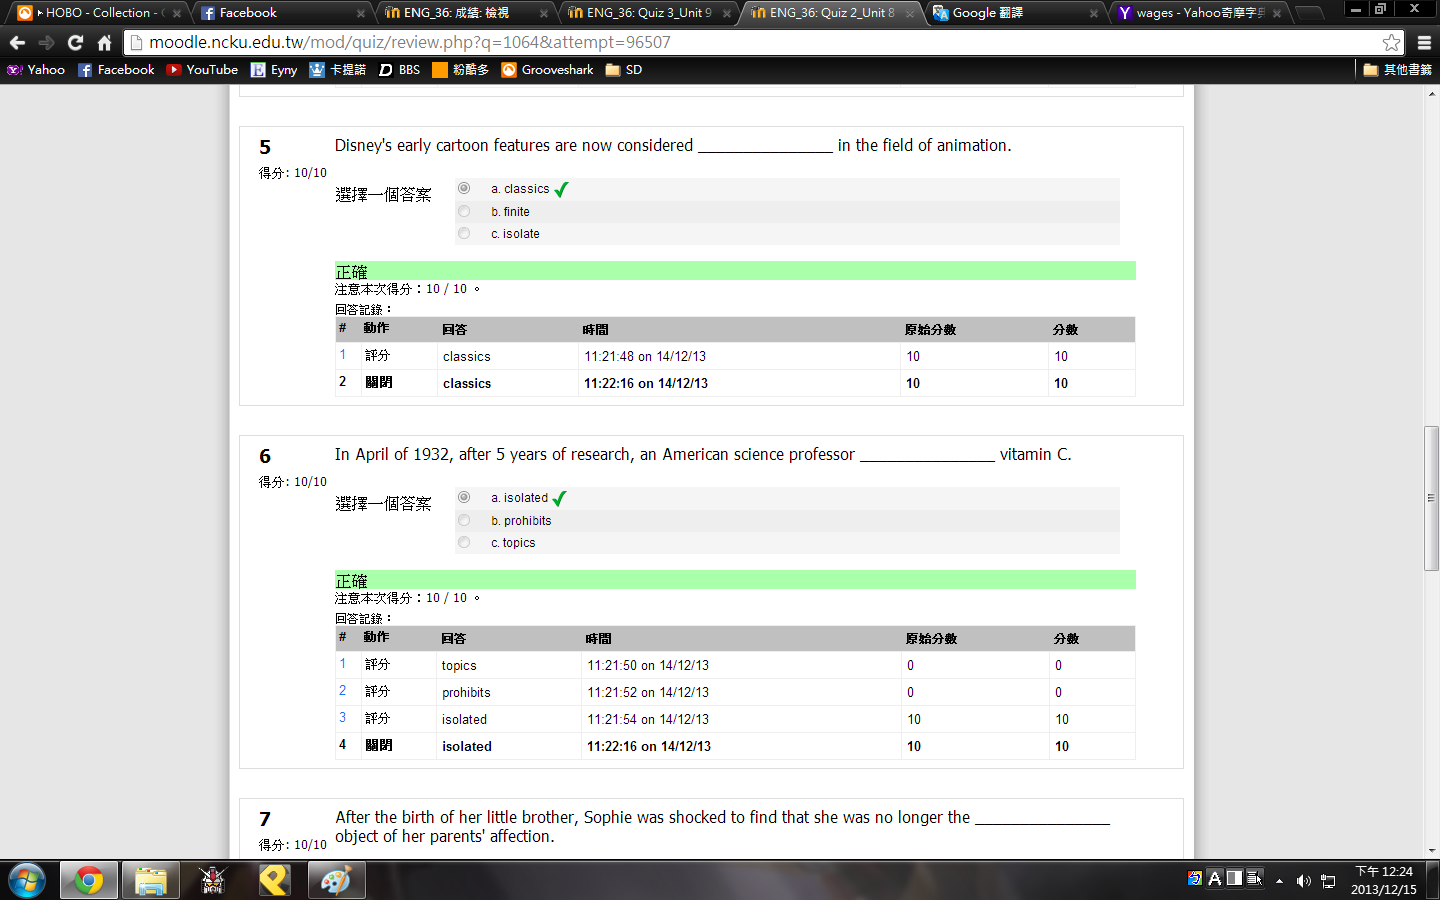 HOBO - Collection - (
Facebook
ENG_36: 成績: 檢視
ENG_36: Quiz 3_Unit 9
ENG_36: Quiz 2_Unit 8
Google 翻譯
wages - Yahoo奇摩字典
moodle.ncku.edu.tw/mod/quiz/review.php?q=1064&attempt=96507
Yahoo Facebook YouTube Eyny 卡提諾 BBS 粉酷多 Grooveshark SD 其他書籤
5
得分: 10/10
Disney's early cartoon features are now considered ________________ in the field of animation.
選擇一個答案
a. classics
b. finite
c. isolate
正確
注意本次得分：10 / 10 。
回答記錄：
# 動作 回答 時間 原始分數 分數
1 評分 classics 11:21:48 on 14/12/13 10 10
2 關閉 classics 11:22:16 on 14/12/13 10 10
6
得分: 10/10
In April of 1932, after 5 years of research, an American science professor ________________ vitamin C.
選擇一個答案
a. isolated
b. prohibits
c. topics
正確
注意本次得分：10 / 10 。
回答記錄：
# 動作 回答 時間 原始分數 分數
1 評分 topics 11:21:50 on 14/12/13 0 0
2 評分 prohibits 11:21:52 on 14/12/13 0 0
3 評分 isolated 11:21:54 on 14/12/13 10 10
4 關閉 isolated 11:22:16 on 14/12/13 10 10
7
得分: 10/10
After the birth of her little brother, Sophie was shocked to find that she was no longer the ________________
object of her parents' affection.
A
下午 12:24
2013/12/15